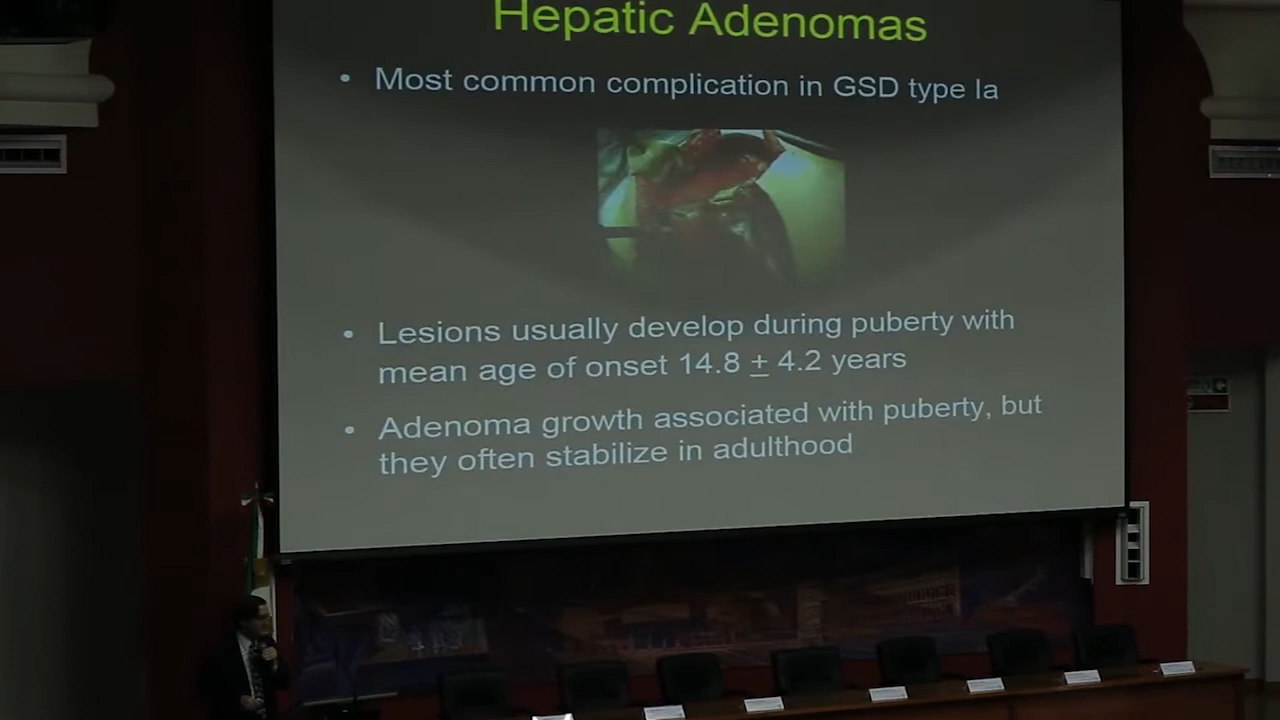 Hepatic Adenomas
• Most common complication in GSD type Ia
• Lesions usually develop during puberty with
mean age of onset 14.8 ± 4.2 years
• Adenoma growth associated with puberty, but
they often stabilize in adulthood